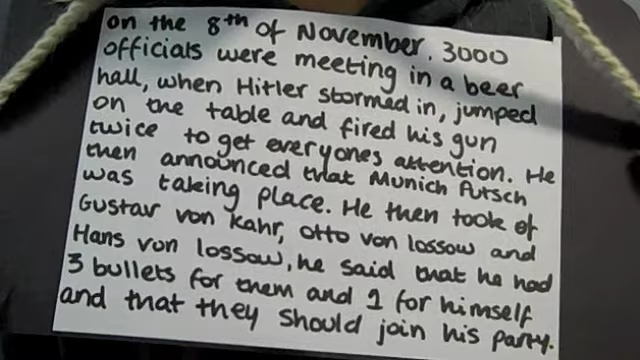 on the 8th of November, 3000
officials were meeting in a beer
hall, when Hitler stormed in, jumped
on the table and fired his gun
twice to get everyones attention. He
then announced that Munich Putsch
was taking place. He then took of
Gustav von Kahr, Otto von lossow and
Hans von lossow, he said that he had
3 bullets for them and 1 for himself
and that they should join his party.